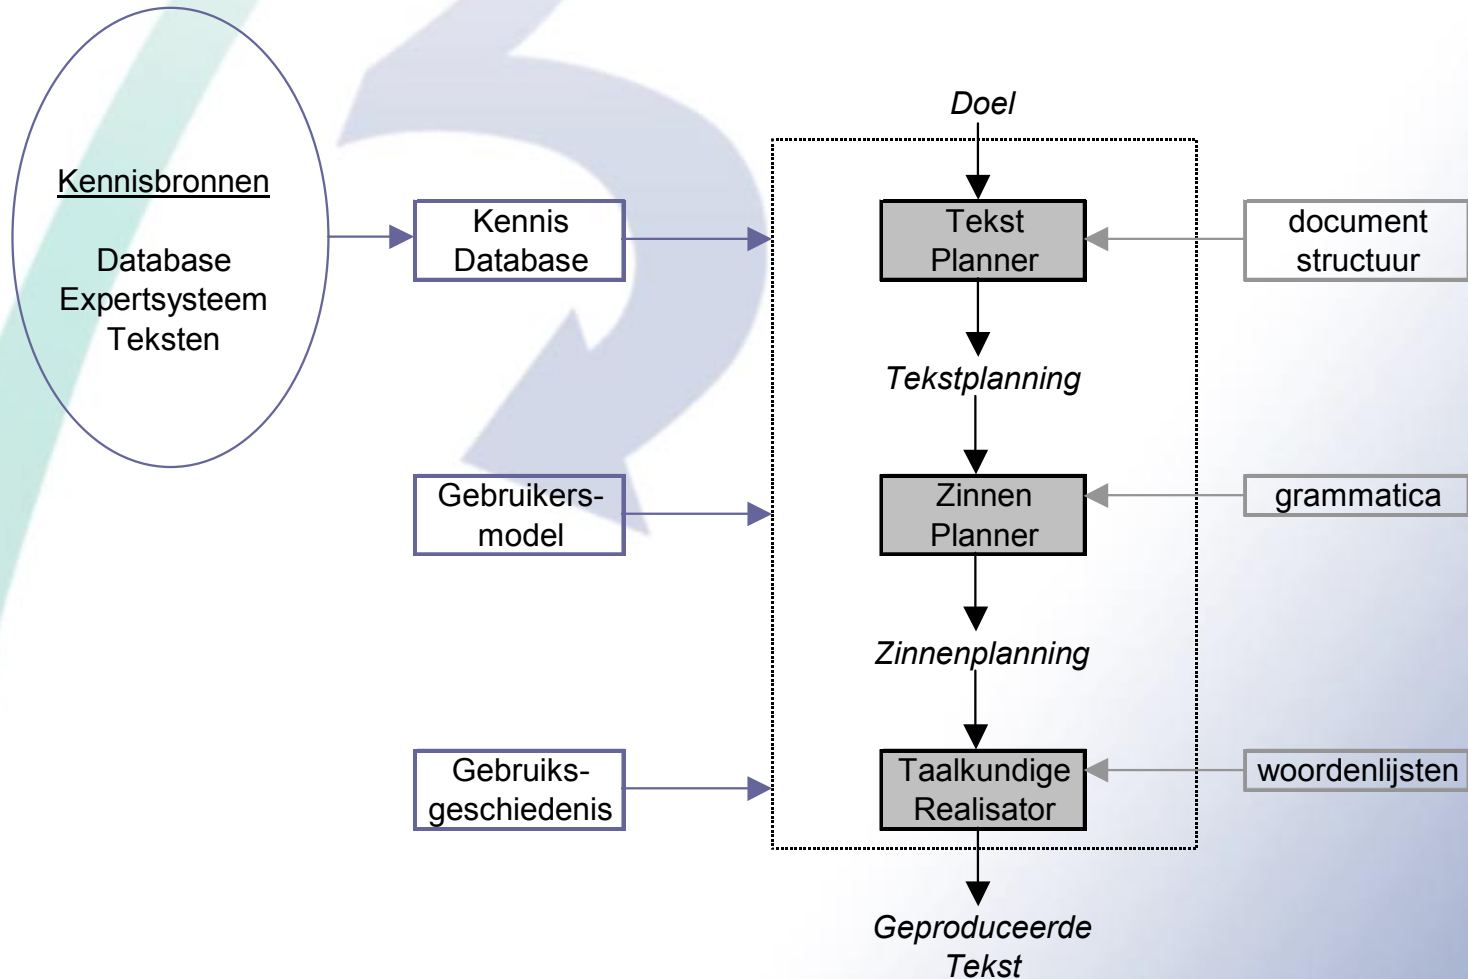 Doel
Kennisbronnen
Database
Expertsysteem
Teksten
Kennis
Database
Tekst
Planner
document
structuur
Tekstplanning
Gebruikers-
model
Zinnen
Planner
grammatica
Zinnenplanning
Gebruiks-
geschiedenis
Taalkundige
Realisator
woordenlijsten
Geproduceerde
Tekst